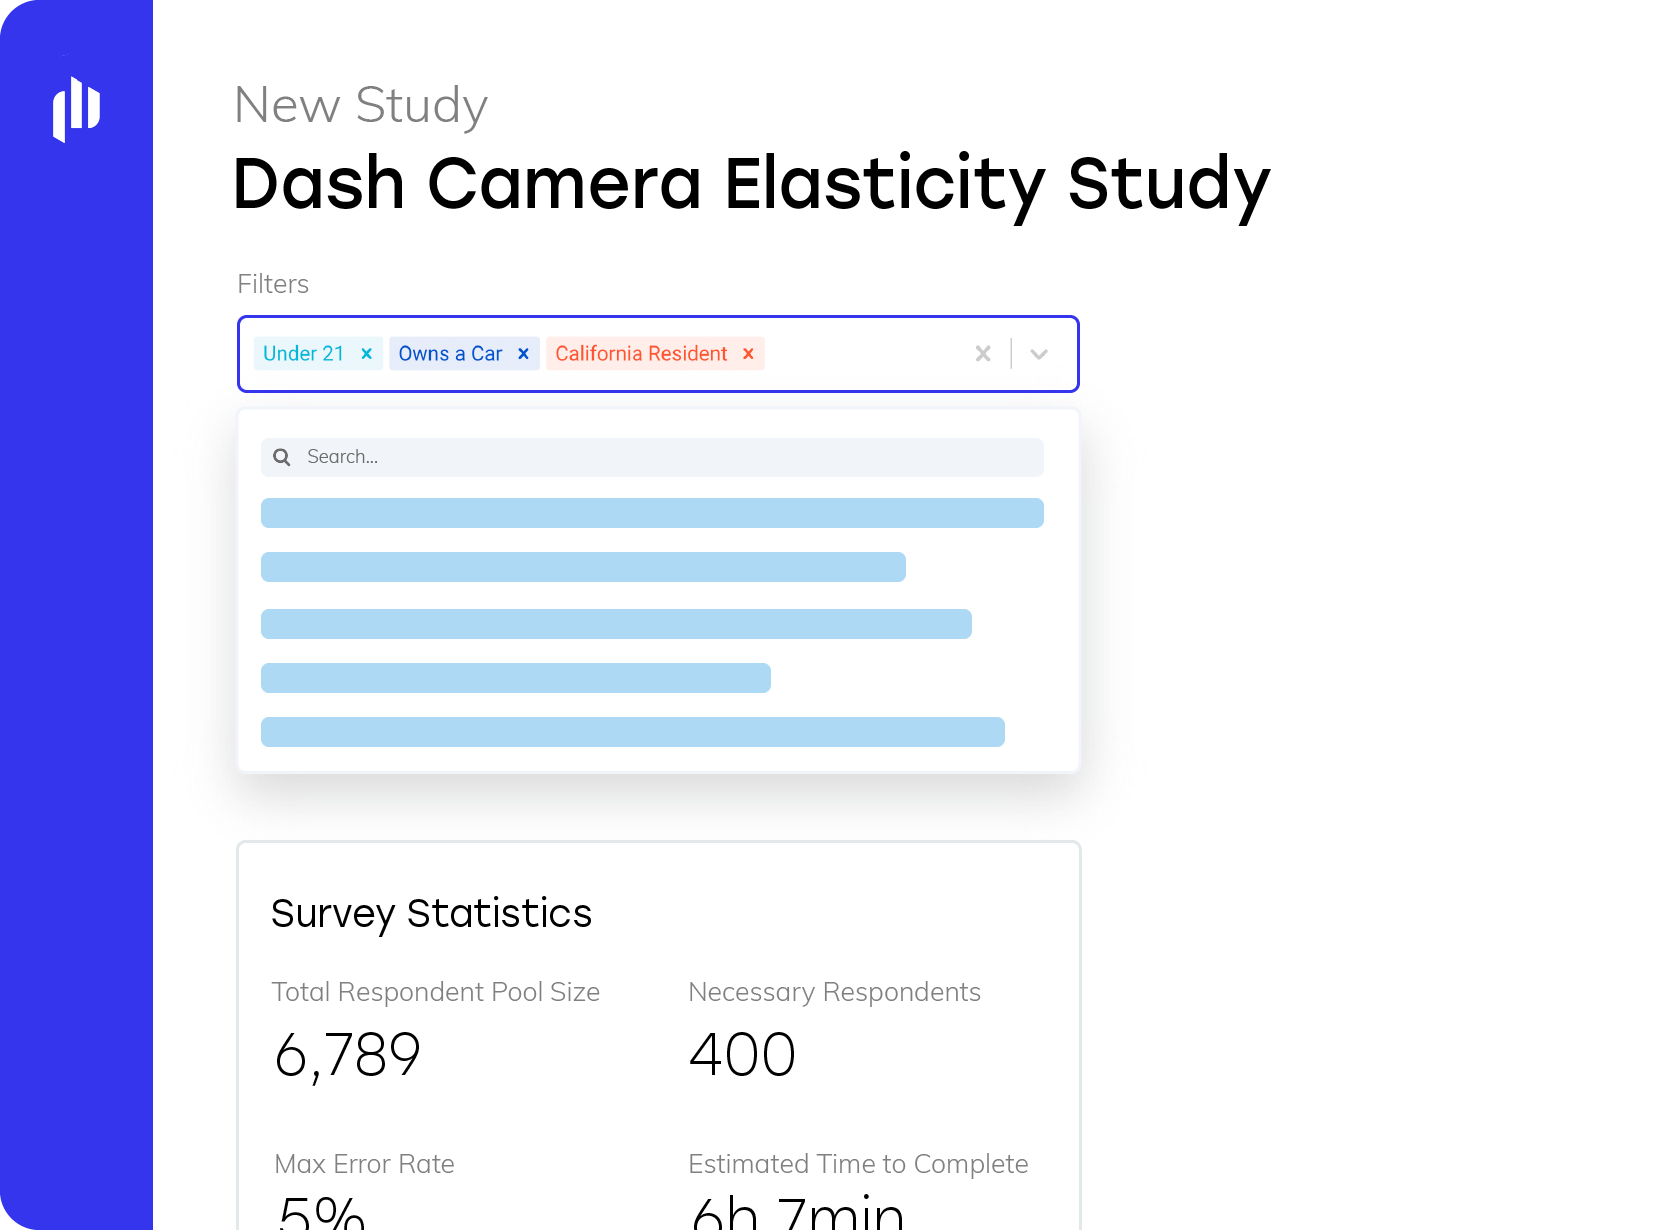 New Study
Dash Camera Elasticity Study
Filters
Under 21 Owns a Car California Resident
Search...
Survey Statistics
Total Respondent Pool Size Necessary Respondents
6,789 400
Max Error Rate Estimated Time to Complete
5% 6h 7min